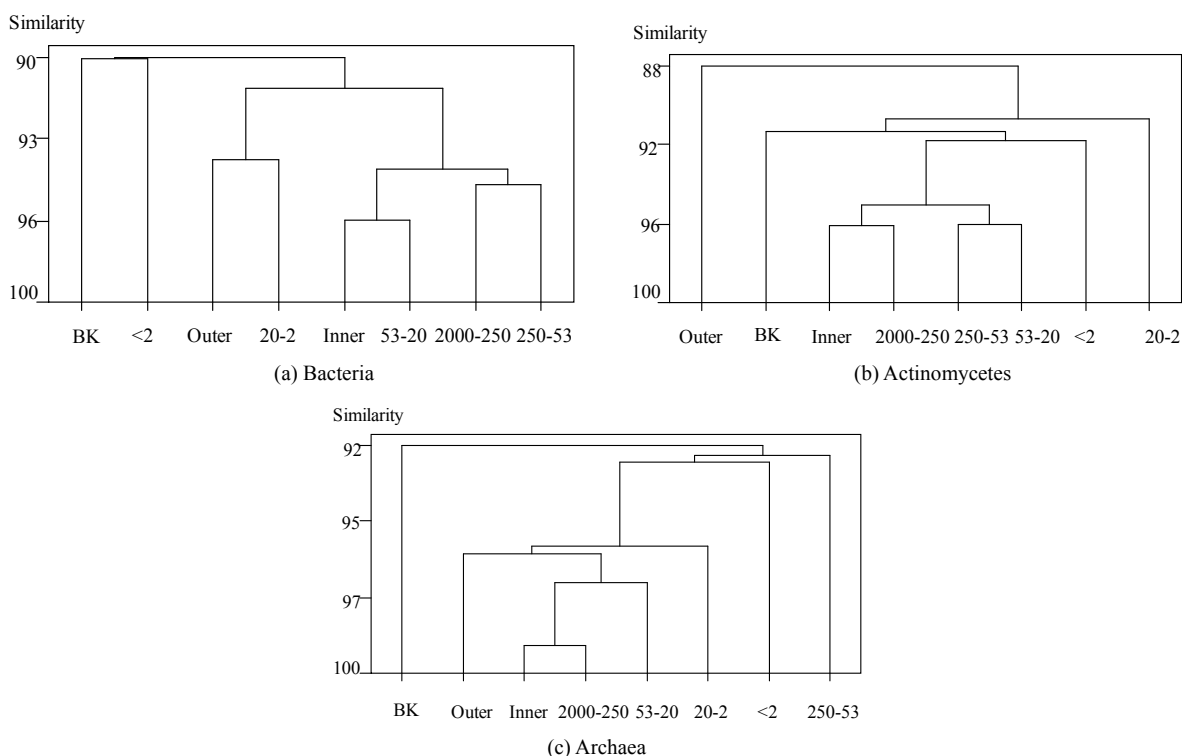 Similarity
90
93
96
100
BK <2 Outer 20-2 Inner 53-20 2000-250 250-53
(a) Bacteria
Similarity
88
92
96
100
Outer BK Inner 2000-250 250-53 53-20 <2 20-2
(b) Actinomycetes
Similarity
92
95
97
100
BK Outer Inner 2000-250 53-20 20-2 <2 250-53
(c) Archaea